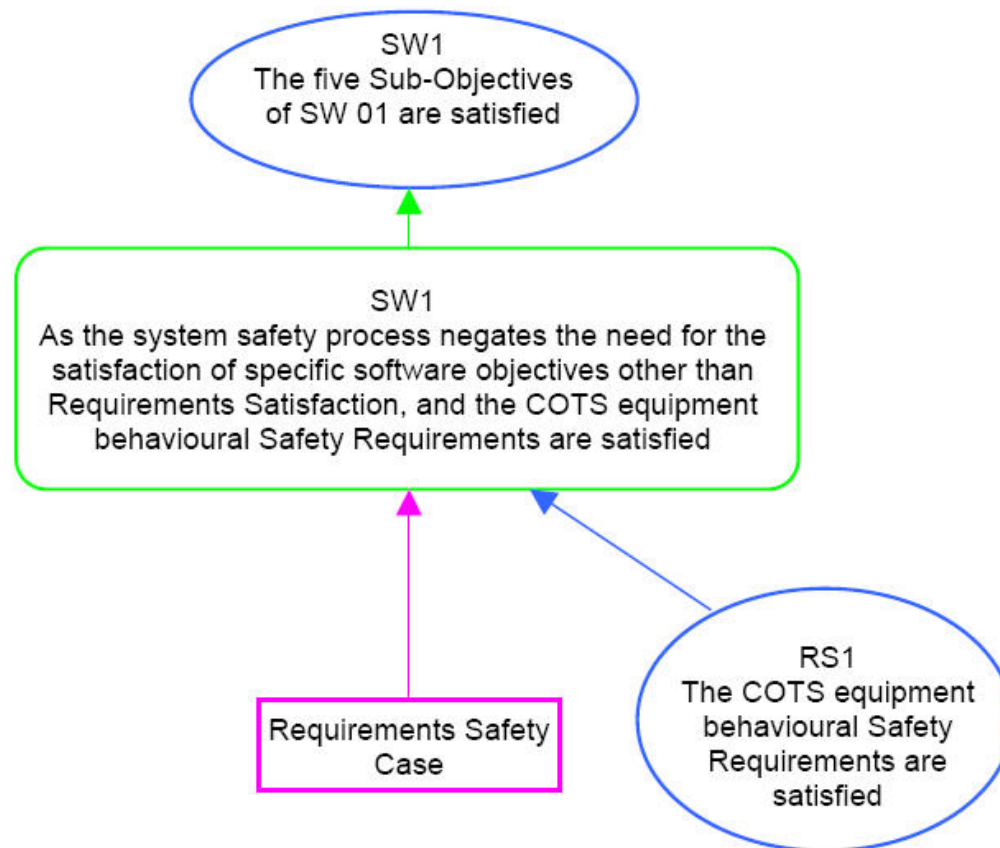 SW1
The five Sub-Objectives
of SW 01 are satisfied
SW1
As the system safety process negates the need for the
satisfaction of specific software objectives other than
Requirements Satisfaction, and the COTS equipment
behavioural Safety Requirements are satisfied
Requirements Safety
Case
RS1
The COTS equipment
behavioural Safety
Requirements are
satisfied